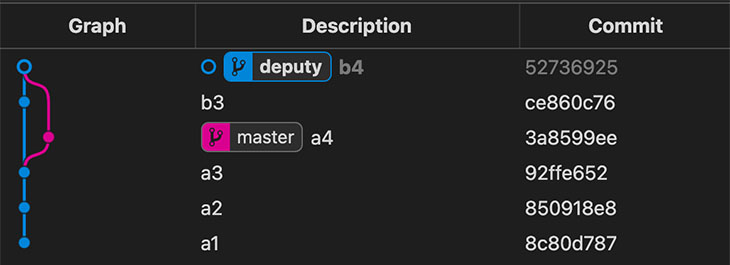 Graph Description Commit
deputy b4 52736925
b3 ce860c76
master a4 3a8599ee
a3 92ffe652
a2 850918e8
a1 8c80d787